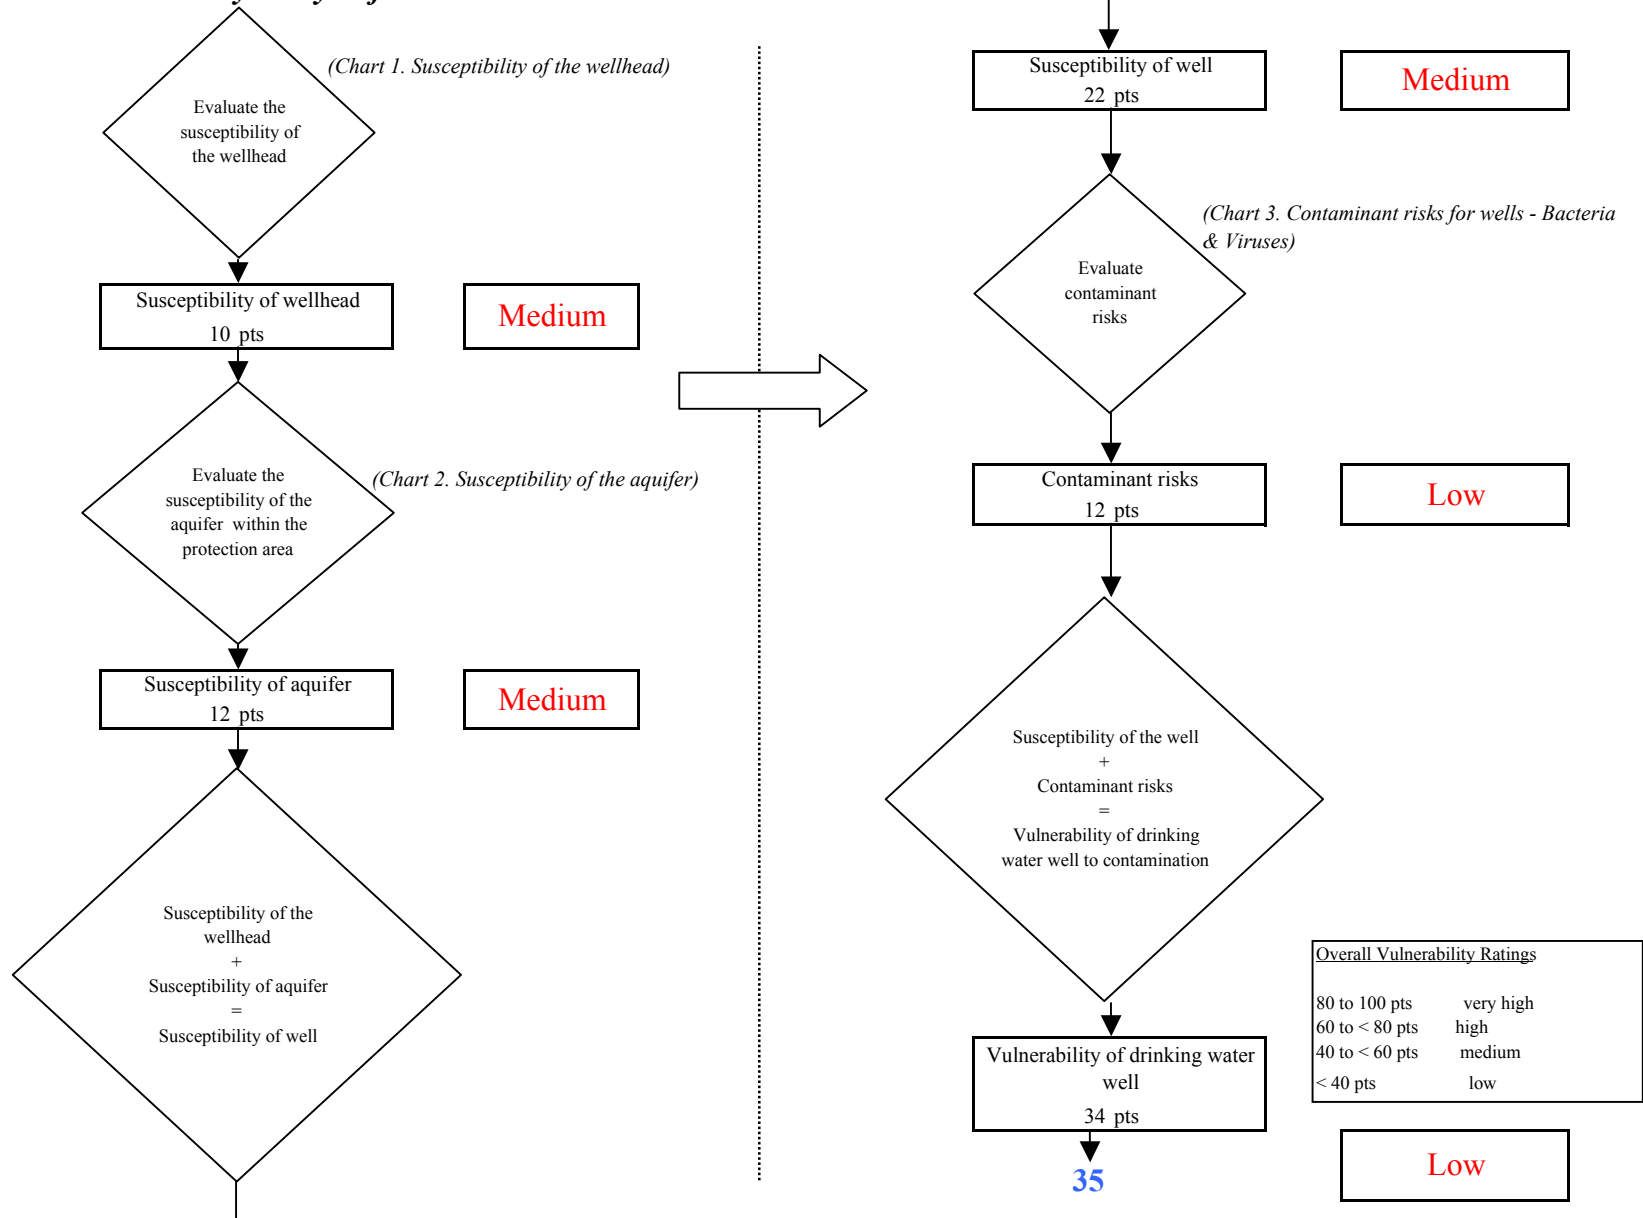 (Chart 1. Susceptibility of the wellhead)
Evaluate the
susceptibility of
the wellhead
Susceptibility of wellhead
10 pts
Medium
Evaluate the
susceptibility of the
aquifer within the
protection area
(Chart 2. Susceptibility of the aquifer)
Susceptibility of aquifer
12 pts
Medium
Susceptibility of the
wellhead
+
Susceptibility of aquifer
=
Susceptibility of well
Susceptibility of well
22 pts
Medium
(Chart 3. Contaminant risks for wells - Bacteria
& Viruses)
Evaluate
contaminant
risks
Contaminant risks
12 pts
Low
Susceptibility of the well
+
Contaminant risks
=
Vulnerability of drinking
water well to contamination
Overall Vulnerability Ratings
80 to 100 pts very high
60 to < 80 pts high
40 to < 60 pts medium
< 40 pts low
Vulnerability of drinking water
well
34 pts
35
Low